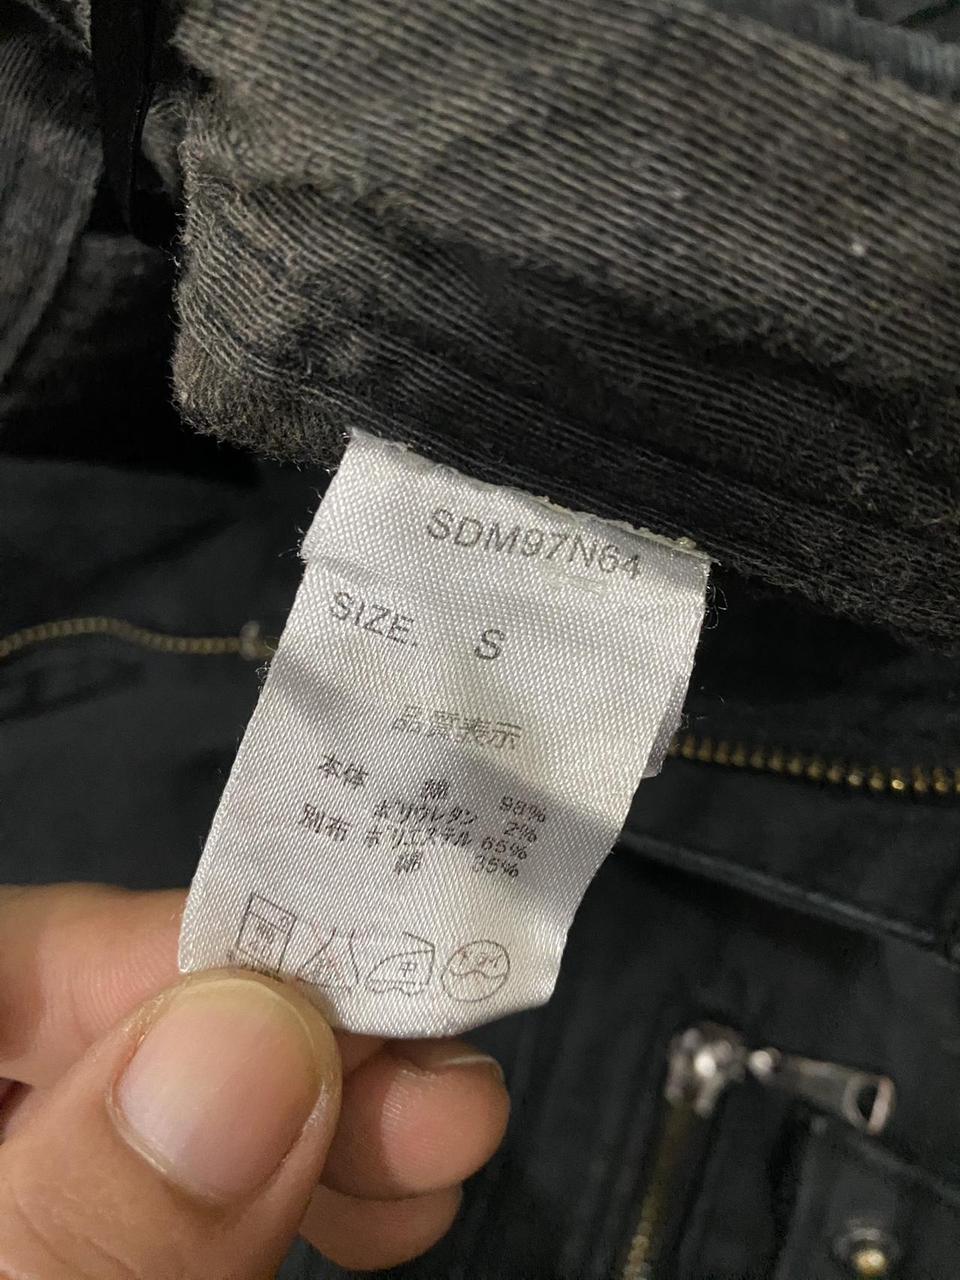 SDM97N64
SIZE. S
品質表示
本体 綿 98%
ポリウレタン 2%
別布 ポリエステル 65%
綿 35%
中